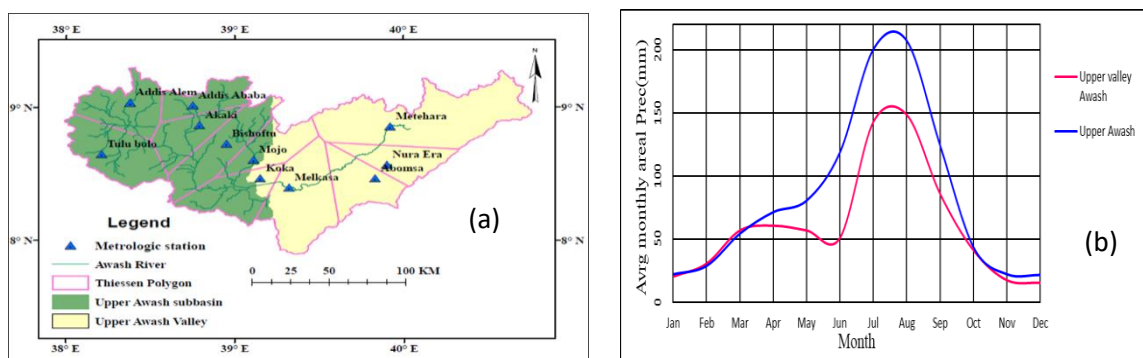 38° E 39° E 40° E
N
9° N 9° N
Addis Alem Addis Ababa
Akaki
Metehara
Bishoftu
Tulu bolo
Mojo
Nura Era
Koka
Abomsa
Melkasa
Legend
Metrologic station
Awash River
Thiessen Polygon
Upper Awash subbasin
Upper Awash Valley
0 25 50 100 KM
8° N 8° N
38° E 39° E 40° E
(a)
Avrg monthly areal Prec(mm)
200
150
100
50
0
Jan Feb Mar Apr May Jun Jul Aug Sep Oct Nov Dec
Month
Upper valley
Awash
Upper Awash
(b)